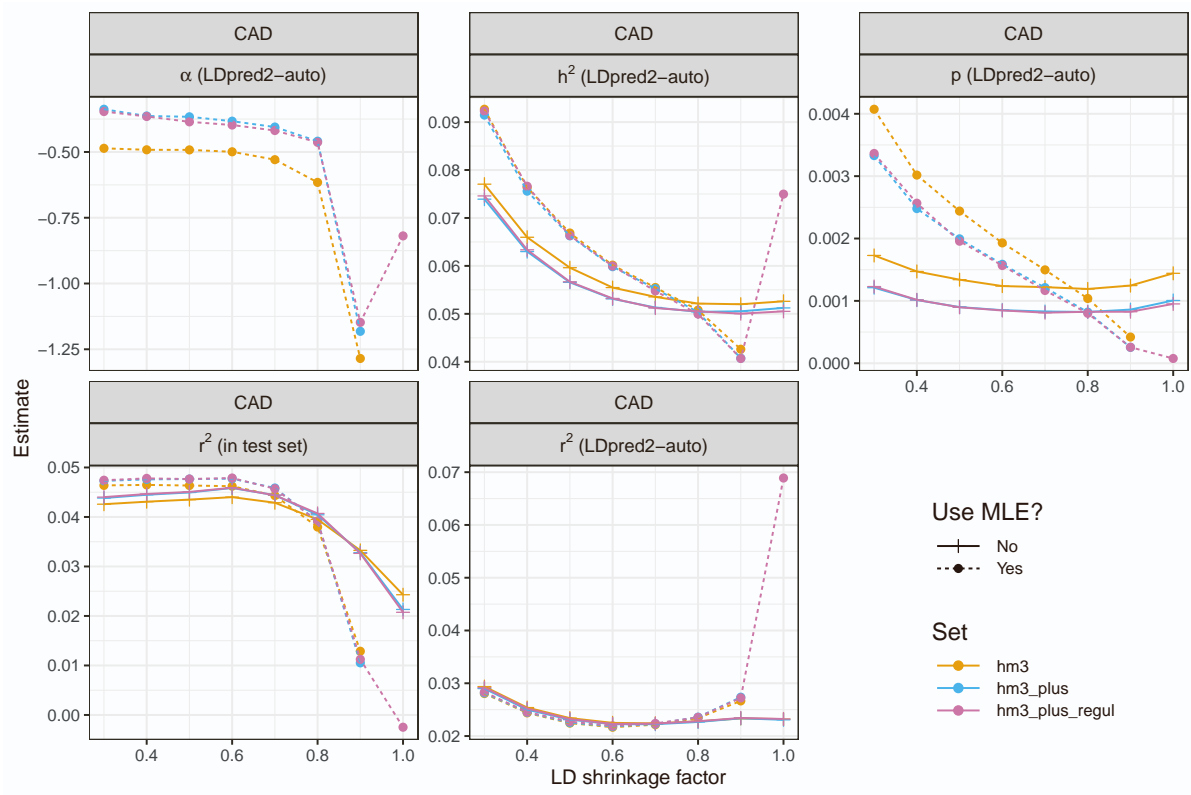 CAD
α (LDpred2−auto)
−0.50
−0.75
−1.00
−1.25
CAD
h² (LDpred2−auto)
0.09
0.08
0.07
0.06
0.05
0.04
CAD
p (LDpred2−auto)
0.004
0.003
0.002
0.001
0.000
0.4 0.6 0.8 1.0
Estimate
CAD
r² (in test set)
0.05
0.04
0.03
0.02
0.01
0.00
0.4 0.6 0.8 1.0
CAD
r² (LDpred2−auto)
0.07
0.06
0.05
0.04
0.03
0.02
0.4 0.6 0.8 1.0
LD shrinkage factor
Use MLE?
No
Yes
Set
hm3
hm3_plus
hm3_plus_regul